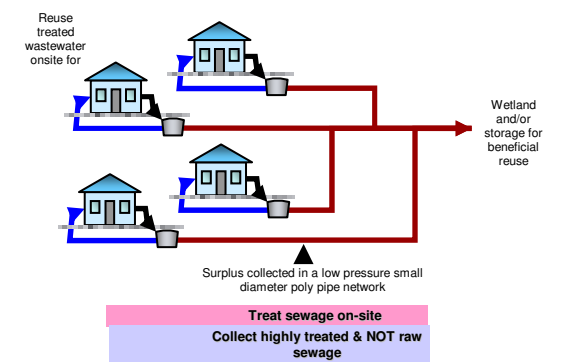 Reuse
treated
wastewater
onsite for
Wetland
and/or
storage for
beneficial
reuse
Surplus collected in a low pressure small
diameter poly pipe network
Treat sewage on-site
Collect highly treated & NOT raw
sewage